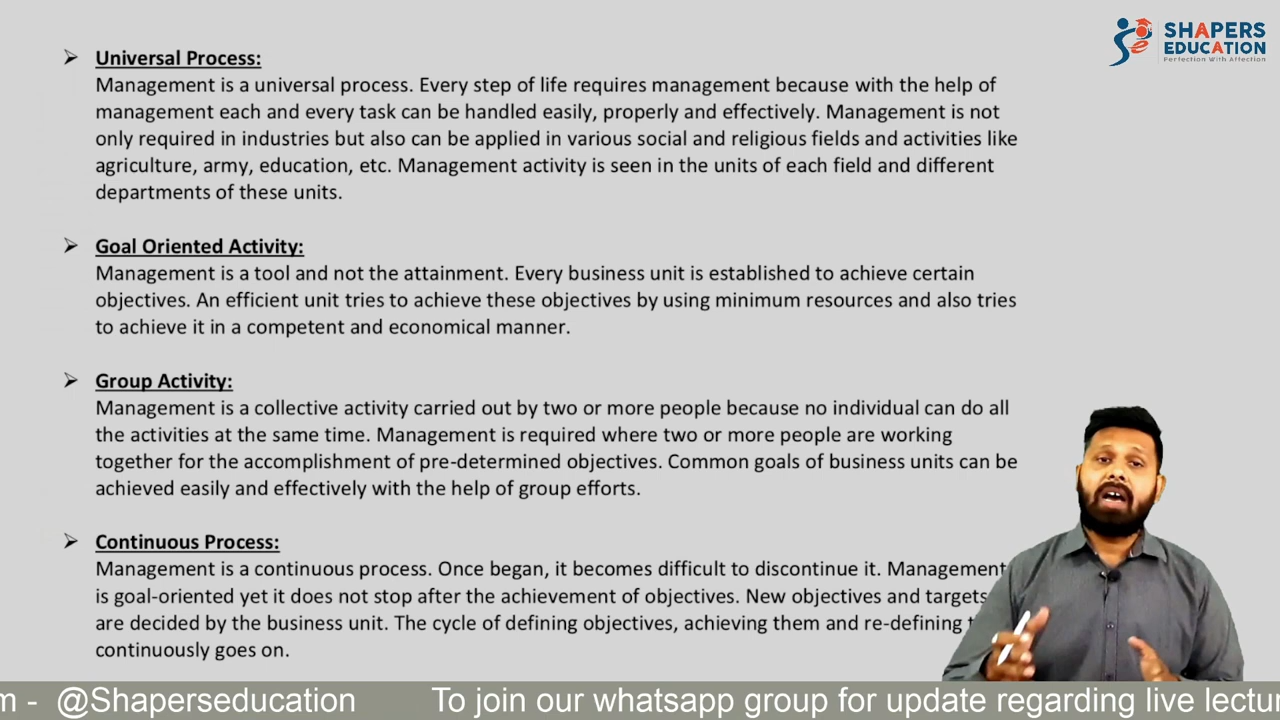 SHAPERS
EDUCATION
Perfection With Affection
Universal Process:
Management is a universal process. Every step of life requires management because with the help of
management each and every task can be handled easily, properly and effectively. Management is not
only required in industries but also can be applied in various social and religious fields and activities like
agriculture, army, education, etc. Management activity is seen in the units of each field and different
departments of these units.
Goal Oriented Activity:
Management is a tool and not the attainment. Every business unit is established to achieve certain
objectives. An efficient unit tries to achieve these objectives by using minimum resources and also tries
to achieve it in a competent and economical manner.
Group Activity:
Management is a collective activity carried out by two or more people because no individual can do all
the activities at the same time. Management is required where two or more people are working
together for the accomplishment of pre-determined objectives. Common goals of business units can be
achieved easily and effectively with the help of group efforts.
Continuous Process:
Management is a continuous process. Once began, it becomes difficult to discontinue it. Management
is goal-oriented yet it does not stop after the achievement of objectives. New objectives and targets
are decided by the business unit. The cycle of defining objectives, achieving them and re-defining
continuously goes on.
m - @Shaperseducation To join our whatsapp group for update regarding live lectu